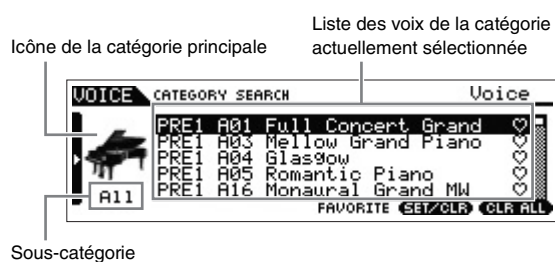 Liste des voix de la catégorie
actuellement sélectionnée
Icône de la catégorie principale
VOICE CATEGORY SEARCH Voice
PRE1 A01 Full Concert Grand
PRE1 A03 Mellow Grand Piano
PRE1 A04 Glasgow
PRE1 A05 Romantic Piano
PRE1 A16 Monaural Grand MW
All
FAVORITE SET/CLR CLR ALL
Sous-catégorie